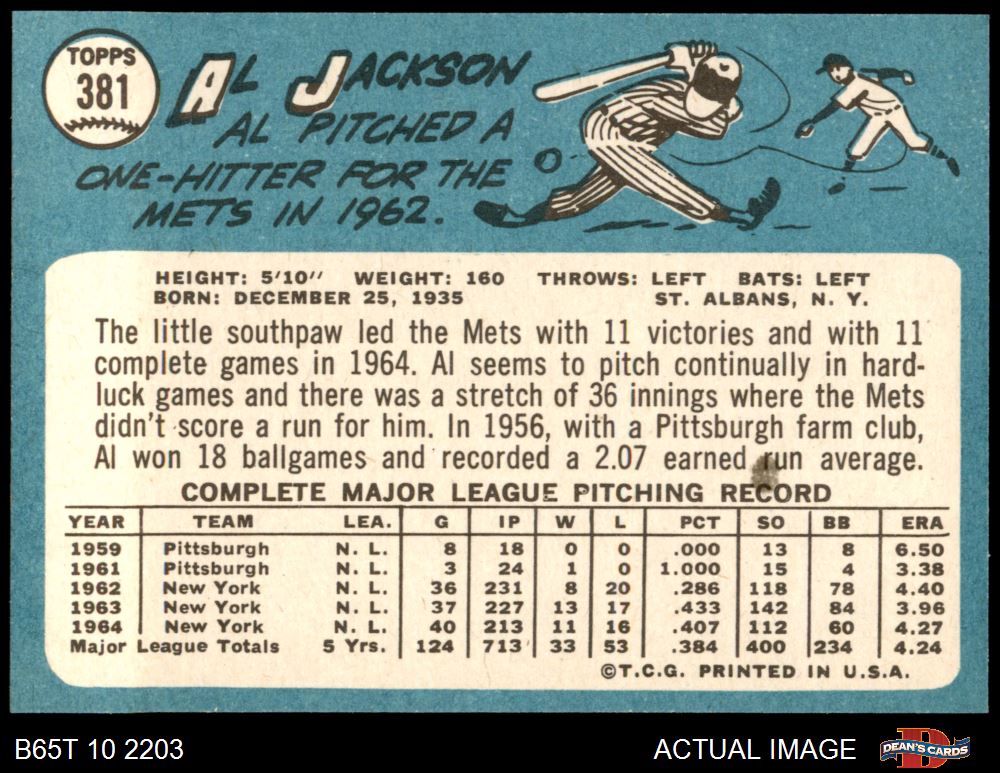 TOPPS
381
AL JACKSON
AL PITCHED A
ONE-HITTER FOR THE
METS IN 1962.
HEIGHT: 5'10" WEIGHT: 160 THROWS: LEFT BATS: LEFT
BORN: DECEMBER 25, 1935 ST. ALBANS, N. Y.
The little southpaw led the Mets with 11 victories and with 11
complete games in 1964. Al seems to pitch continually in hard-
luck games and there was a stretch of 36 innings where the Mets
didn't score a run for him. In 1956, with a Pittsburgh farm club,
Al won 18 ballgames and recorded a 2.07 earned run average.
COMPLETE MAJOR LEAGUE PITCHING RECORD
YEAR TEAM LEA. G IP W L PCT SO BB ERA
1959 Pittsburgh N. L. 8 18 0 0 .000 13 8 6.50
1961 Pittsburgh N. L. 3 24 1 0 1.000 15 4 3.38
1962 New York N. L. 36 231 8 20 .286 118 78 4.40
1963 New York N. L. 37 227 13 17 .433 142 84 3.96
1964 New York N. L. 40 213 11 16 .407 112 60 4.27
Major League Totals 5 Yrs. 124 713 33 53 .384 400 234 4.24
©T.C.G. PRINTED IN U.S.A.
B65T 10 2203 ACTUAL IMAGE DEAN'S CARDS